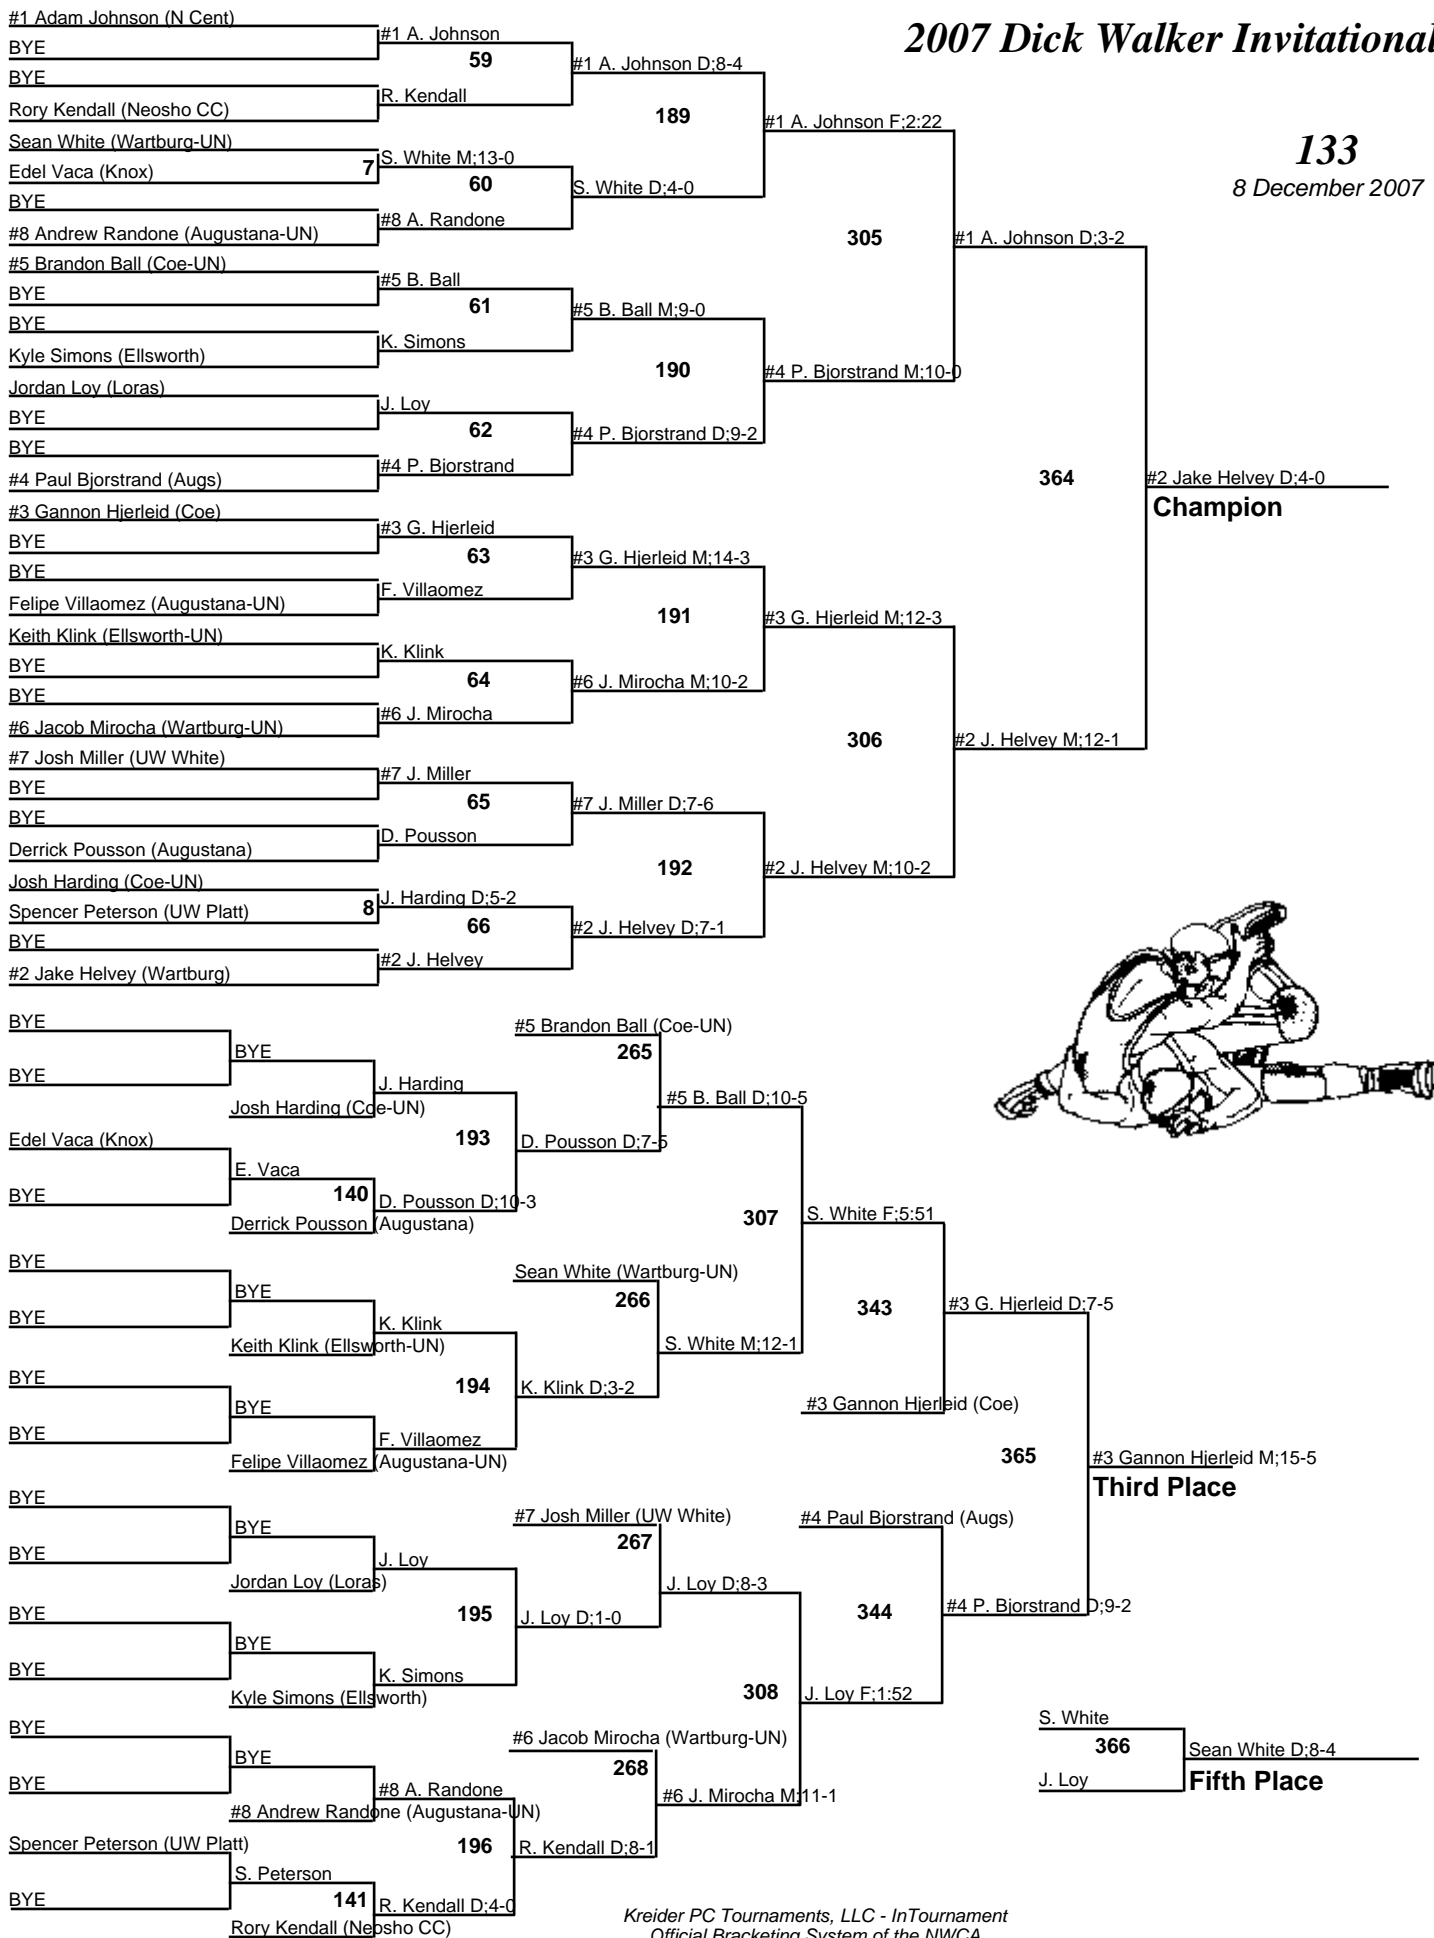 2007 Dick Walker Invitational
133
8 December 2007
#1 Adam Johnson (N Cent)
BYE
BYE
Rory Kendall (Neosho CC)
Sean White (Wartburg-UN)
Edel Vaca (Knox)
BYE
#8 Andrew Randone (Augustana-UN)
#5 Brandon Ball (Coe-UN)
BYE
BYE
Kyle Simons (Ellsworth)
Jordan Loy (Loras)
BYE
BYE
#4 Paul Bjorstrand (Augs)
#3 Gannon Hjerleid (Coe)
BYE
BYE
Felipe Villaomez (Augustana-UN)
Keith Klink (Ellsworth-UN)
BYE
BYE
#6 Jacob Mirocha (Wartburg-UN)
#7 Josh Miller (UW White)
BYE
BYE
Derrick Pousson (Augustana)
Josh Harding (Coe-UN)
Spencer Peterson (UW Platt)
BYE
#2 Jake Helvey (Wartburg)
#1 A. Johnson
59
R. Kendall
7
S. White M;13-0
60
#8 A. Randone
#5 B. Ball
61
K. Simons
J. Loy
62
#4 P. Bjorstrand
#3 G. Hjerleid
63
F. Villaomez
K. Klink
64
#6 J. Mirocha
#7 J. Miller
65
D. Pousson
8
J. Harding D;5-2
66
#2 J. Helvey
#1 A. Johnson D;8-4
189
S. White D;4-0
#5 B. Ball M;9-0
190
#4 P. Bjorstrand D;9-2
#3 G. Hjerleid M;14-3
191
#6 J. Mirocha M;10-2
#7 J. Miller D;7-6
192
#2 J. Helvey D;7-1
#1 A. Johnson F;2:22
305
#4 P. Bjorstrand M;10-0
#3 G. Hjerleid M;12-3
306
#2 J. Helvey M;10-2
#1 A. Johnson D;3-2
364
#2 J. Helvey M;12-1
#2 Jake Helvey D;4-0
Champion
BYE
BYE
Edel Vaca (Knox)
BYE
BYE
BYE
BYE
BYE
BYE
BYE
BYE
BYE
BYE
BYE
Spencer Peterson (UW Platt)
BYE
BYE
Josh Harding (Coe-UN)
E. Vaca
140
Derrick Pousson (Augustana)
BYE
Keith Klink (Ellsworth-UN)
BYE
Felipe Villaomez (Augustana-UN)
BYE
Jordan Loy (Loras)
BYE
Kyle Simons (Ellsworth)
BYE
#8 Andrew Randone (Augustana-UN)
S. Peterson
141
Rory Kendall (Neosho CC)
J. Harding
193
D. Pousson D;10-3
K. Klink
194
F. Villaomez
J. Loy
195
K. Simons
#8 A. Randone
196
R. Kendall D;4-0
#5 Brandon Ball (Coe-UN)
265
D. Pousson D;7-5
Sean White (Wartburg-UN)
266
K. Klink D;3-2
#7 Josh Miller (UW White)
267
J. Loy D;1-0
#6 Jacob Mirocha (Wartburg-UN)
268
R. Kendall D;8-1
#5 B. Ball D;10-5
307
S. White M;12-1
J. Loy D;8-3
308
#6 J. Mirocha M;11-1
S. White F;5:51
343
#3 Gannon Hjerleid (Coe)
#4 Paul Bjorstrand (Augs)
344
J. Loy F;1:52
#3 G. Hjerleid D;7-5
365
#4 P. Bjorstrand D;9-2
#3 Gannon Hjerleid M;15-5
Third Place
S. White
366
J. Loy
Sean White D;8-4
Fifth Place
Kreider PC Tournaments, LLC - InTournament
Official Bracketing System of the NWCA